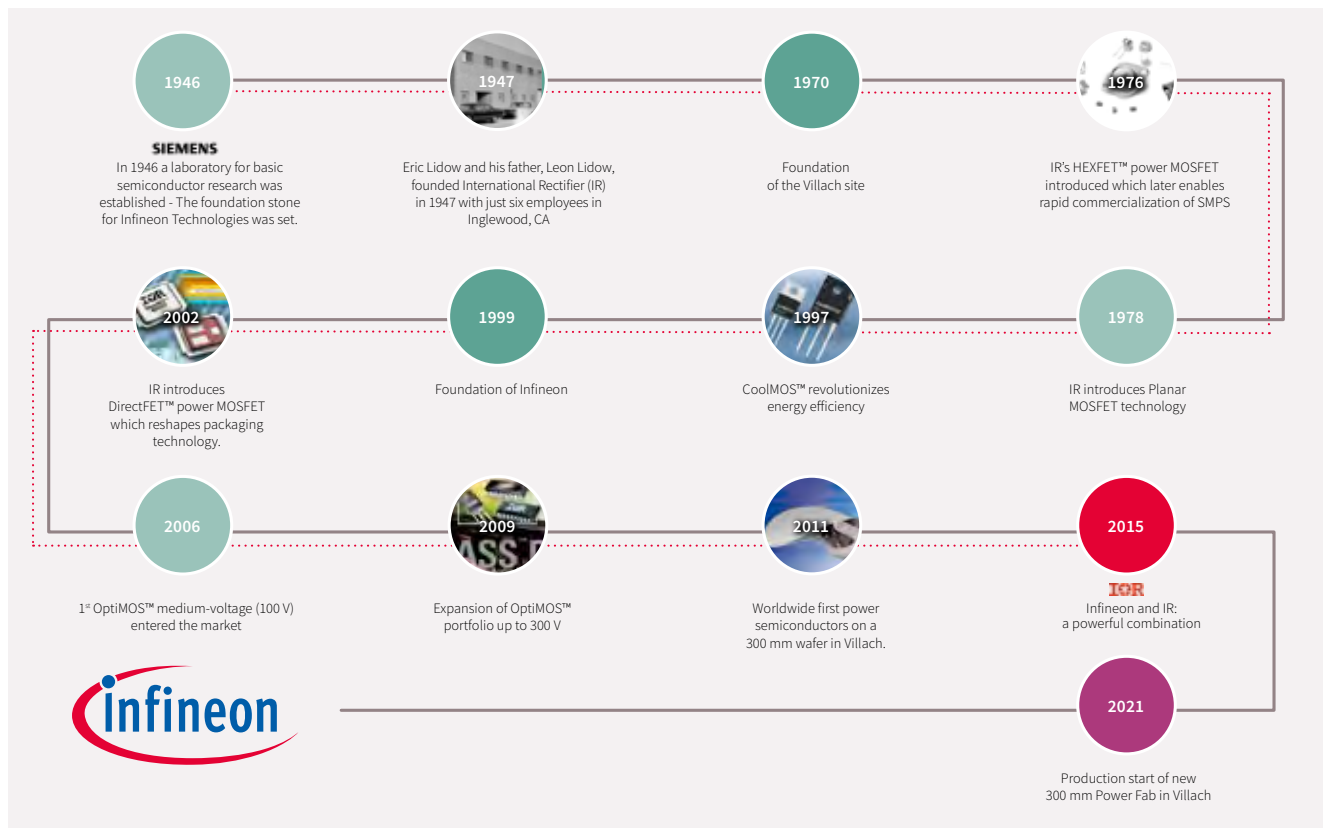 1946
1947
1970
1976
SIEMENS
In 1946 a laboratory for basic
semiconductor research was
established - The foundation stone
for Infineon Technologies was set.
Eric Lidow and his father, Leon Lidow,
founded International Rectifier (IR)
in 1947 with just six employees in
Inglewood, CA
Foundation
of the Villach site
IR's HEXFET™ power MOSFET
introduced which later enables
rapid commercialization of SMPS
IOR
2002
1999
1997
1978
IR introduces
DirectFET™ power MOSFET
which reshapes packaging
technology.
Foundation of Infineon
CoolMOS™ revolutionizes
energy efficiency
IR introduces Planar
MOSFET technology
2006
2009
ASS
2011
2015
IOR
1st OptiMOS™ medium-voltage (100 V)
entered the market
Expansion of OptiMOS™
portfolio up to 300 V
Worldwide first power
semiconductors on a
300 mm wafer in Villach.
Infineon and IR:
a powerful combination
infineon
2021
Production start of new
300 mm Power Fab in Villach